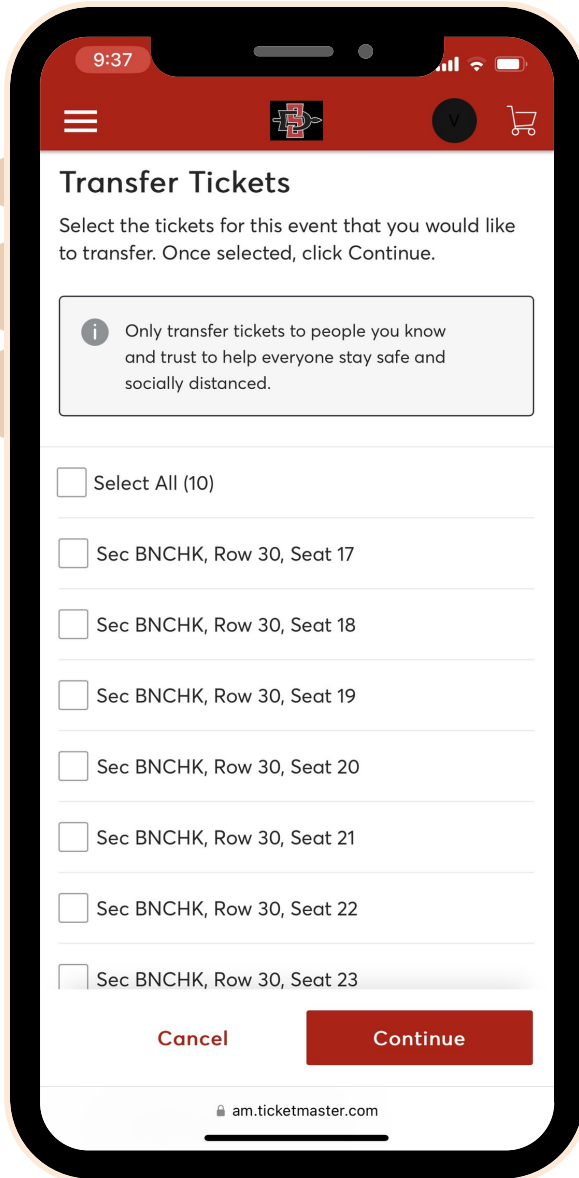 9:37
SD
V
Transfer Tickets
Select the tickets for this event that you would like
to transfer. Once selected, click Continue.
i
Only transfer tickets to people you know
and trust to help everyone stay safe and
socially distanced.
Select All (10)
Sec BNCHK, Row 30, Seat 17
Sec BNCHK, Row 30, Seat 18
Sec BNCHK, Row 30, Seat 19
Sec BNCHK, Row 30, Seat 20
Sec BNCHK, Row 30, Seat 21
Sec BNCHK, Row 30, Seat 22
Sec BNCHK, Row 30, Seat 23
Cancel
Continue
am.ticketmaster.com